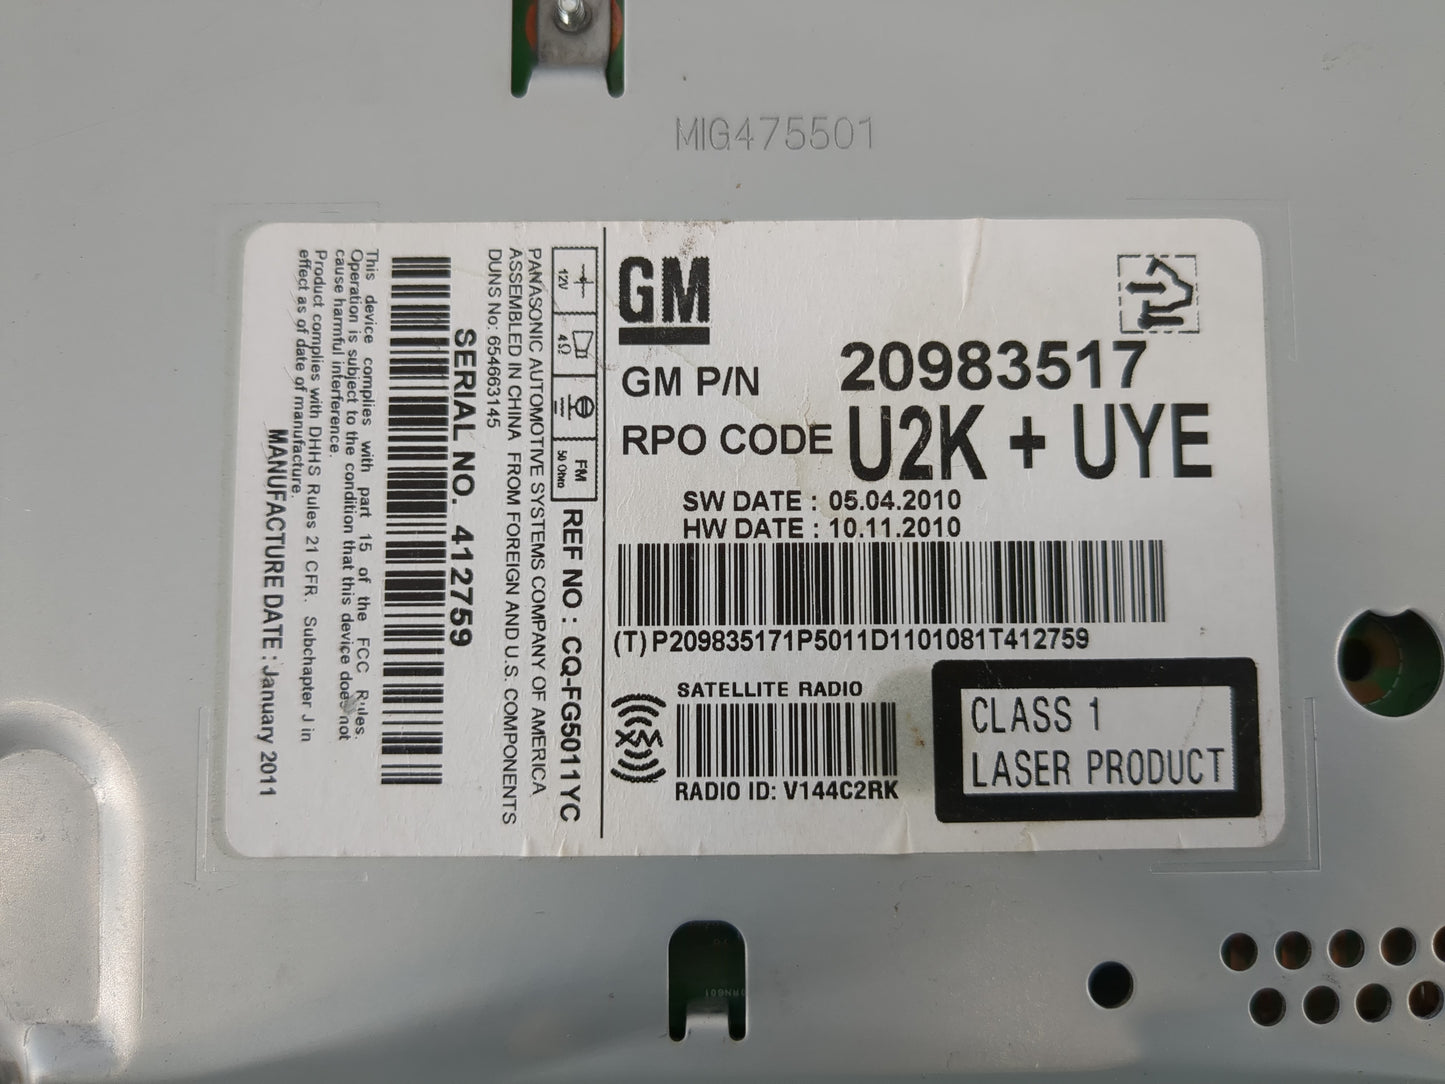 MIG475501
GM
GM P/N 20983517
RPO CODE U2K + UYE
SW DATE : 05.04.2010
HW DATE : 10.11.2010
(T) P209835171P5011D1101081T412759
SATELLITE RADIO
RADIO ID: V144C2RK
CLASS 1
LASER PRODUCT
12V
4Ω
FM
50 OHMD
REF NO : CQ-FG5011YC
PANASONIC AUTOMOTIVE SYSTEMS COMPANY OF AMERICA
ASSEMBLED IN CHINA FROM FOREIGN AND U.S. COMPONENTS
DUNS No: 654663145
SERIAL NO. 412759
This device complies with part 15 of the FCC Rules.
Operation is subject to the condition that this device does not
cause harmful interference.
Product complies with DHHS Rules 21 CFR. Subchapter J in
effect as of date of manufacture.
MANUFACTURE DATE : January 2011